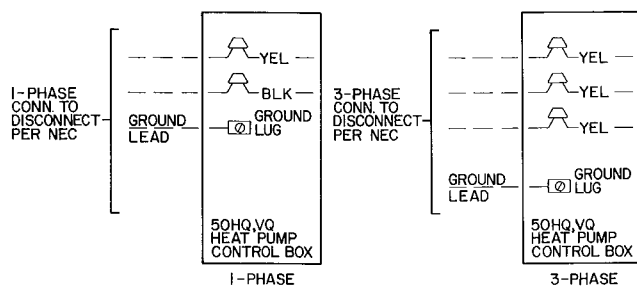 1-PHASE
CONN. TO
DISCONNECT
PER NEC
YEL
BLK
GROUND
LEAD
GROUND
LUG
50HQ,VQ
HEAT PUMP
CONTROL BOX
1-PHASE
3-PHASE
CONN. TO
DISCONNECT
PER NEC
YEL
YEL
YEL
GROUND
LEAD
GROUND
LUG
50HQ,VQ
HEAT PUMP
CONTROL BOX
3-PHASE